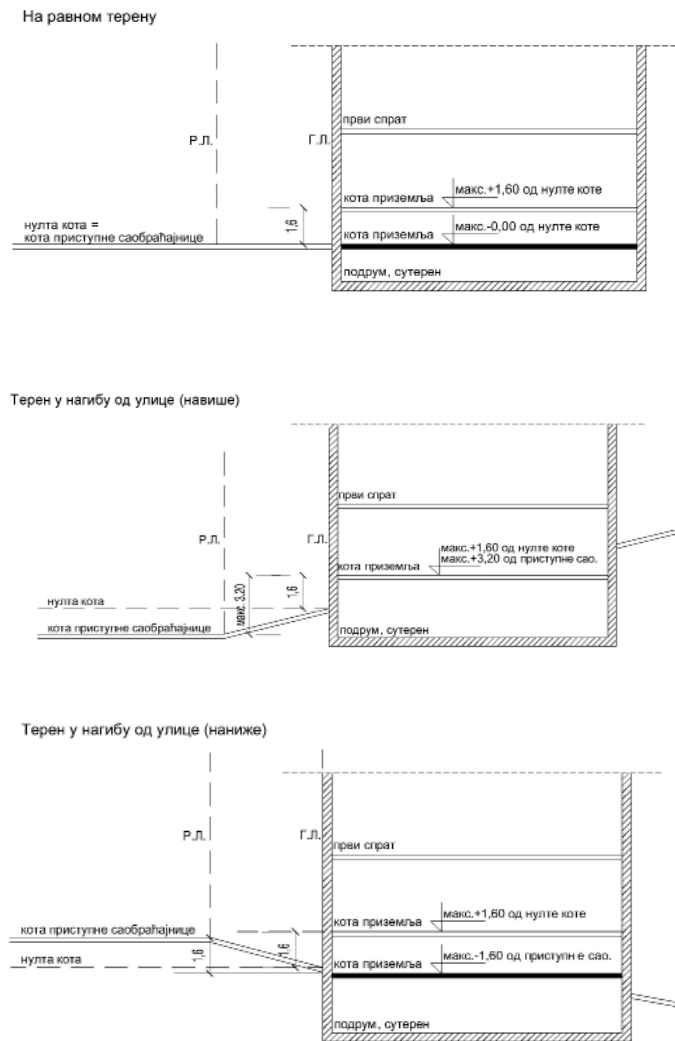 На равном терену
Р.Л.
Г.Л.
први спрат
кота приземља
макс.+1,60 од нулте коте
1,6
нулта кота =
кота приступне саобраћајнице
кота приземља
макс.-0,00 од нулте коте
подрум, сутерен
Терен у нагибу од улице (навише)
Р.Л.
Г.Л.
први спрат
макс.+1,60 од нулте коте
макс.+3,20 од приступне сао.
кота приземља
макс. 3,20
1,6
нулта кота
кота приступне саобраћајнице
подрум, сутерен
Терен у нагибу од улице (наниже)
Р.Л.
Г.Л.
први спрат
кота приземља
макс.+1,60 од нулте коте
кота приступне саобраћајнице
1,6
1,6
нулта кота
кота приземља
макс.-1,60 од приступн е сао.
подрум, сутерен